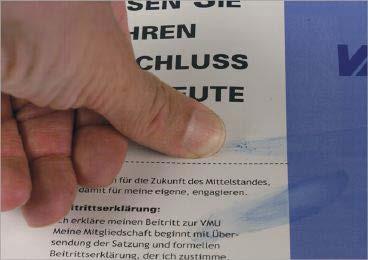 SEN SIE
HREN
CHLUSS
EUTE
n für die Zukunft des Mittelstandes,
damit für meine eigene, engagieren.
itrittserklärung:
ch erkläre meinen Beitritt zur VMU
Meine Mitgliedschaft beginnt mit Über-
sendung der Satzung und formellen
Beitrittserklärung, der ich zustimme.